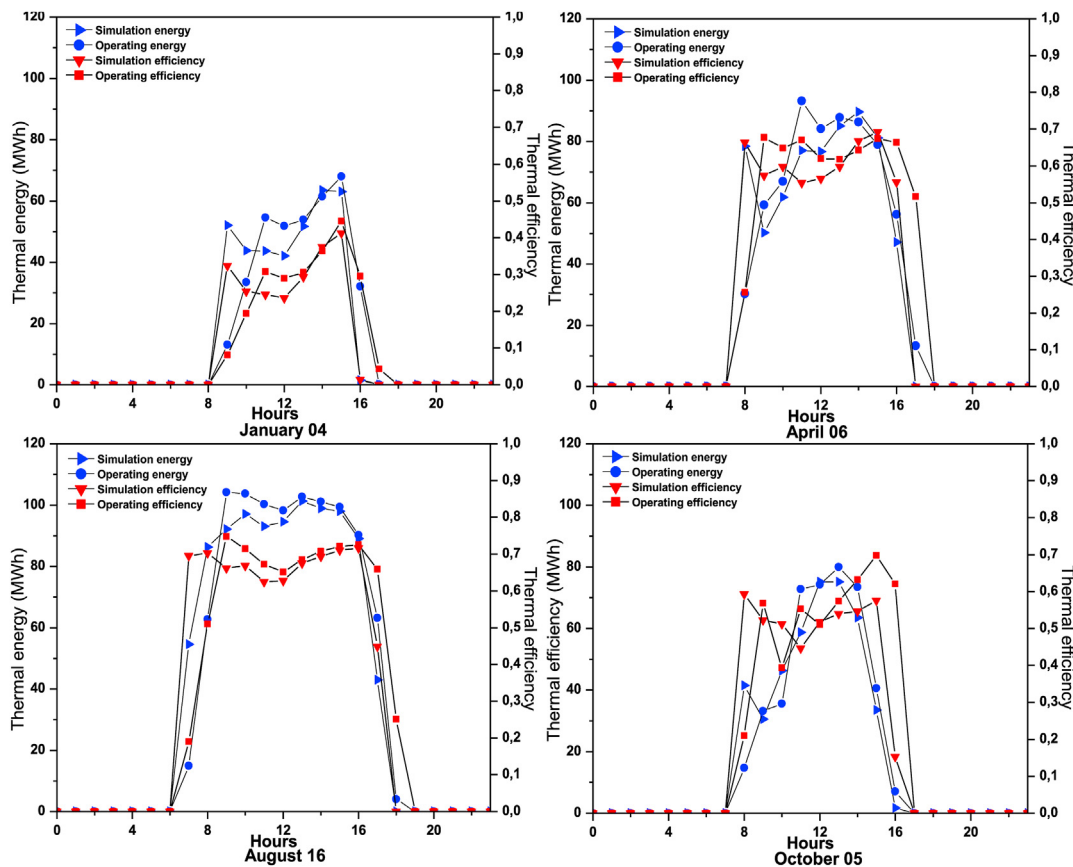 120
100
80
60
40
20
0
Thermal energy (MWh)
Simulation energy
Operating energy
Simulation efficiency
Operating efficiency
1,0
0,9
0,8
0,7
0,6
0,5
0,4
0,3
0,2
0,1
0,0
Thermal efficiency
0 4 8 12 16 20
Hours
January 04
120
100
80
60
40
20
0
Thermal energy (MWh)
Simulation energy
Operating energy
Simulation efficiency
Operating efficiency
1,0
0,9
0,8
0,7
0,6
0,5
0,4
0,3
0,2
0,1
0,0
Thermal efficiency
0 4 8 12 16 20
Hours
April 06
120
100
80
60
40
20
0
Thermal energy (MWh)
Simulation energy
Operating energy
Simulation efficiency
Operating efficiency
1,0
0,9
0,8
0,7
0,6
0,5
0,4
0,3
0,2
0,1
0,0
Thermal efficiency
0 4 8 12 16 20
Hours
August 16
120
100
80
60
40
20
0
Thermal efficiency (MWh)
Simulation energy
Operating energy
Simulation efficiency
Operating efficiency
1,0
0,9
0,8
0,7
0,6
0,5
0,4
0,3
0,2
0,1
0,0
Thermal efficiency
0 4 8 12 16 20
Hours
October 05